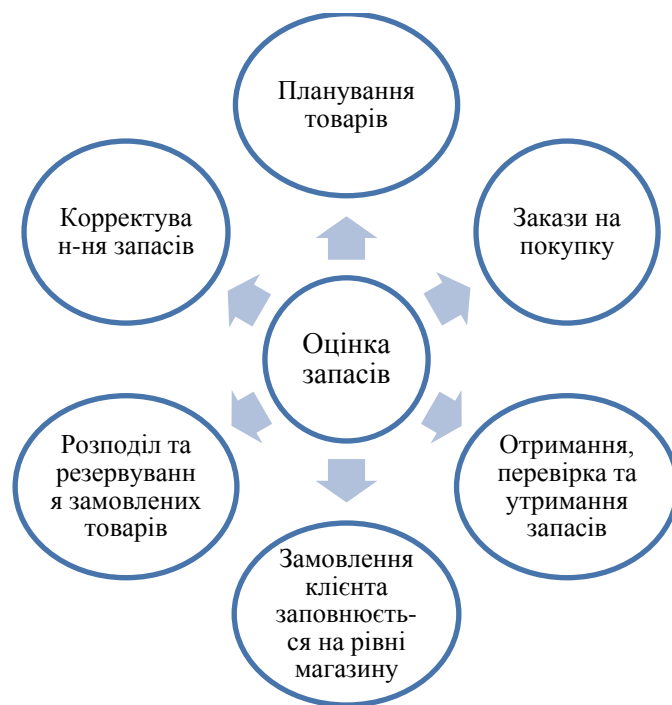 Планування
товарів
Закази на
покупку
Отримання,
перевірка та
утримання
запасів
Замовлення
клієнта
заповнюєть-
ся на рівні
магазину
Розподіл та
резервуванн
я замовлених
товарів
Корректува
н-ня запасів
Оцінка
запасів